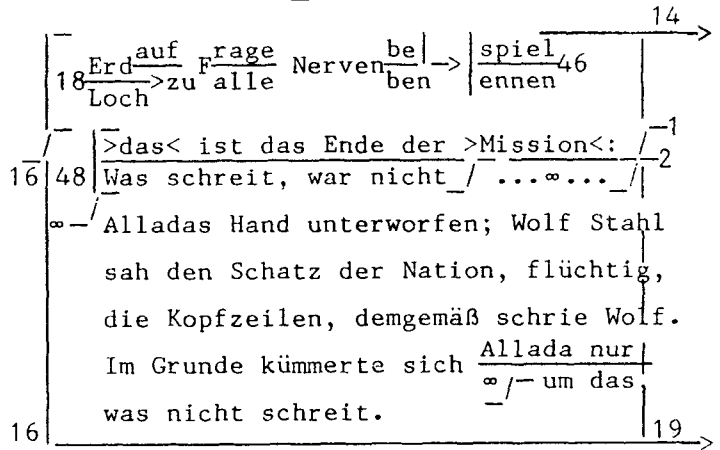 14
auf rage be spiel
18 Erd >zu F Nerven -> 46
Loch alle ben ennen
>das< ist das Ende der >Mission<: 1
16 48 2
Was schreit, war nicht ...∞...
∞ Alladas Hand unterworfen; Wolf Stahl
sah den Schatz der Nation, flüchtig,
die Kopfzeilen, demgemäß schrie Wolf.
Im Grunde kümmerte sich Allada nur
∞ um das,
was nicht schreit.
16 19